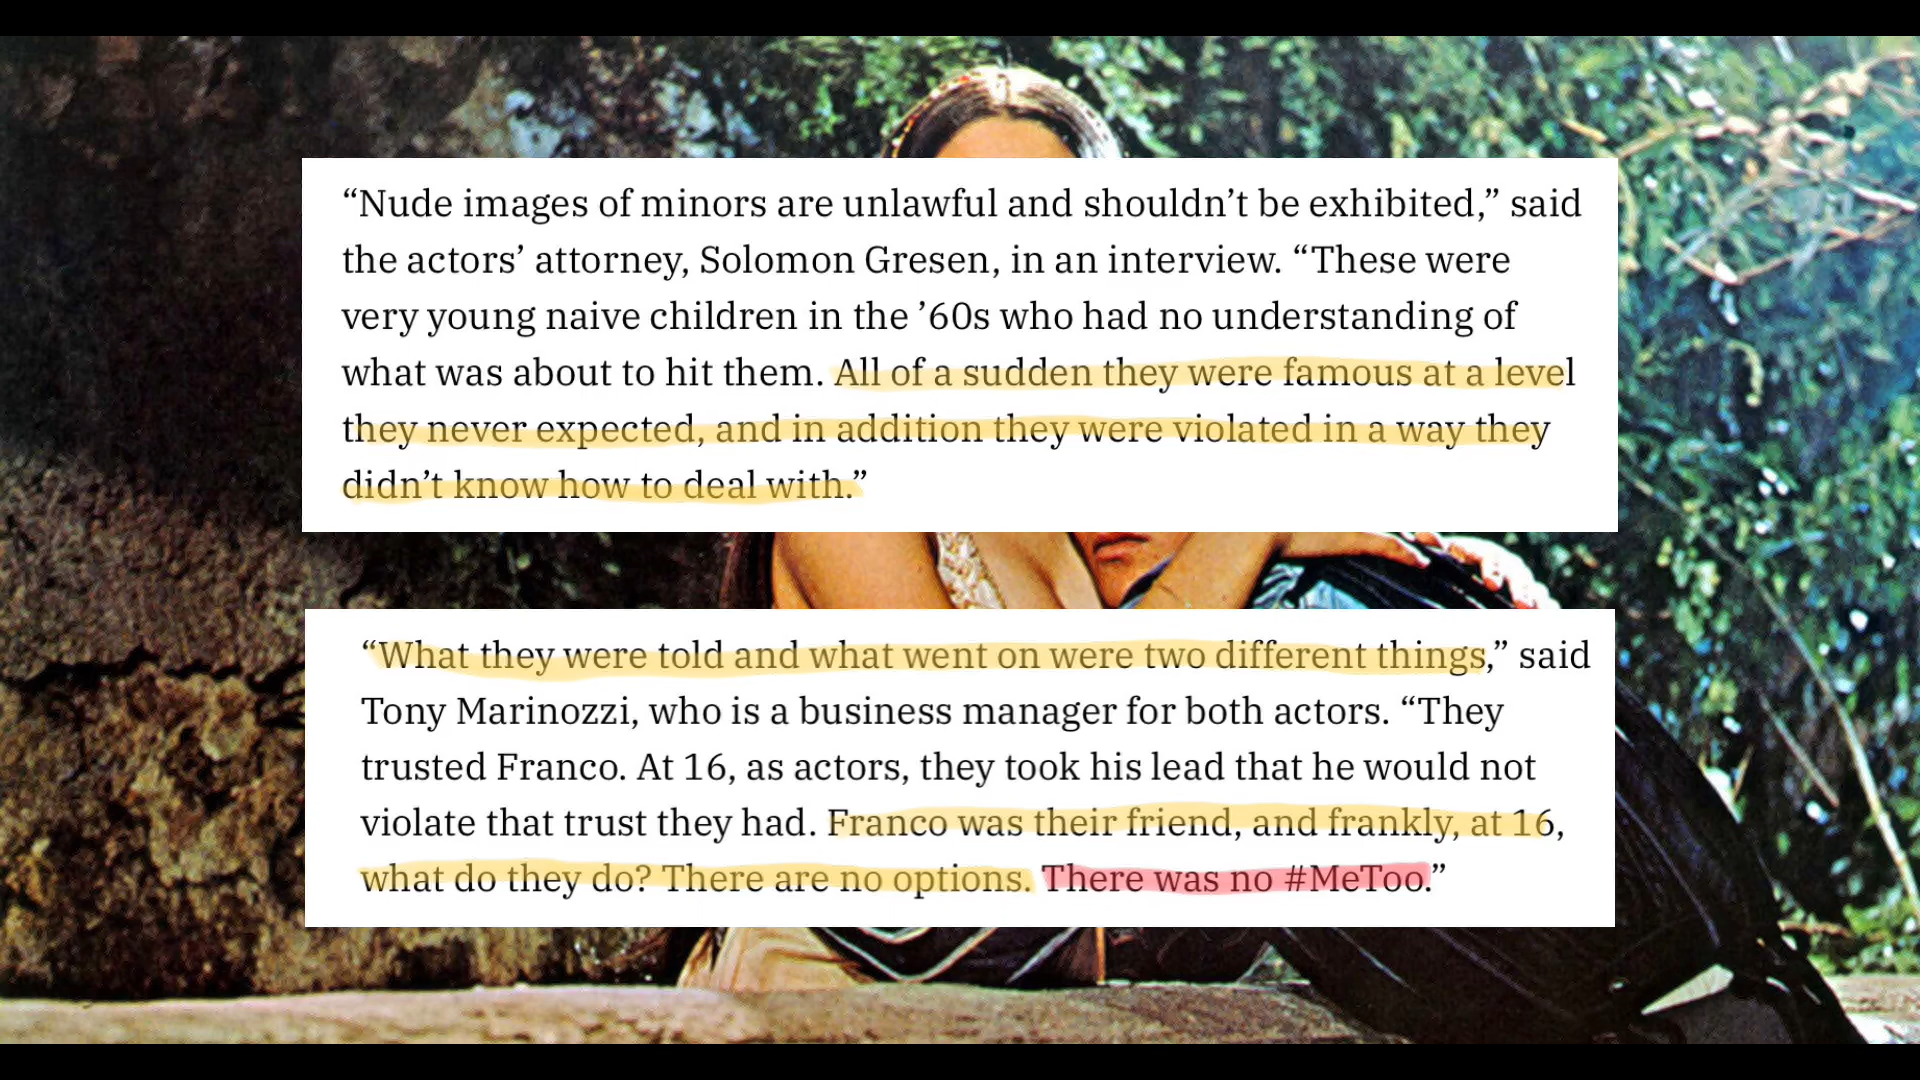 “Nude images of minors are unlawful and shouldn’t be exhibited,” said
the actors’ attorney, Solomon Gresen, in an interview. “These were
very young naive children in the ’60s who had no understanding of
what was about to hit them. All of a sudden they were famous at a level
they never expected, and in addition they were violated in a way they
didn’t know how to deal with.”
“What they were told and what went on were two different things,” said
Tony Marinozzi, who is a business manager for both actors. “They
trusted Franco. At 16, as actors, they took his lead that he would not
violate that trust they had. Franco was their friend, and frankly, at 16,
what do they do? There are no options. There was no #MeToo.”